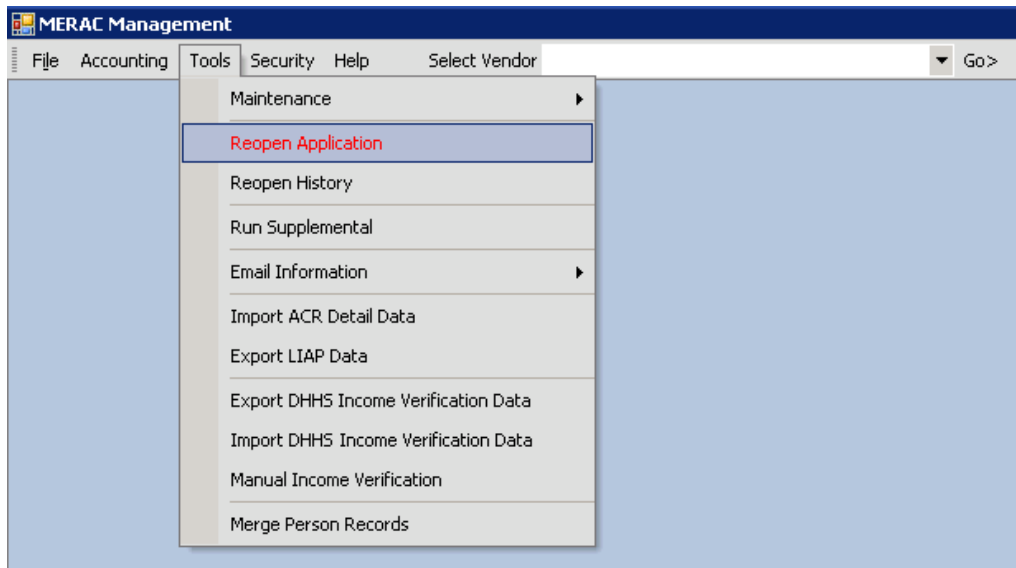 MERAC Management
File Accounting Tools Security Help Select Vendor Go>
Maintenance
Reopen Application
Reopen History
Run Supplemental
Email Information
Import ACR Detail Data
Export LIAP Data
Export DHHS Income Verification Data
Import DHHS Income Verification Data
Manual Income Verification
Merge Person Records